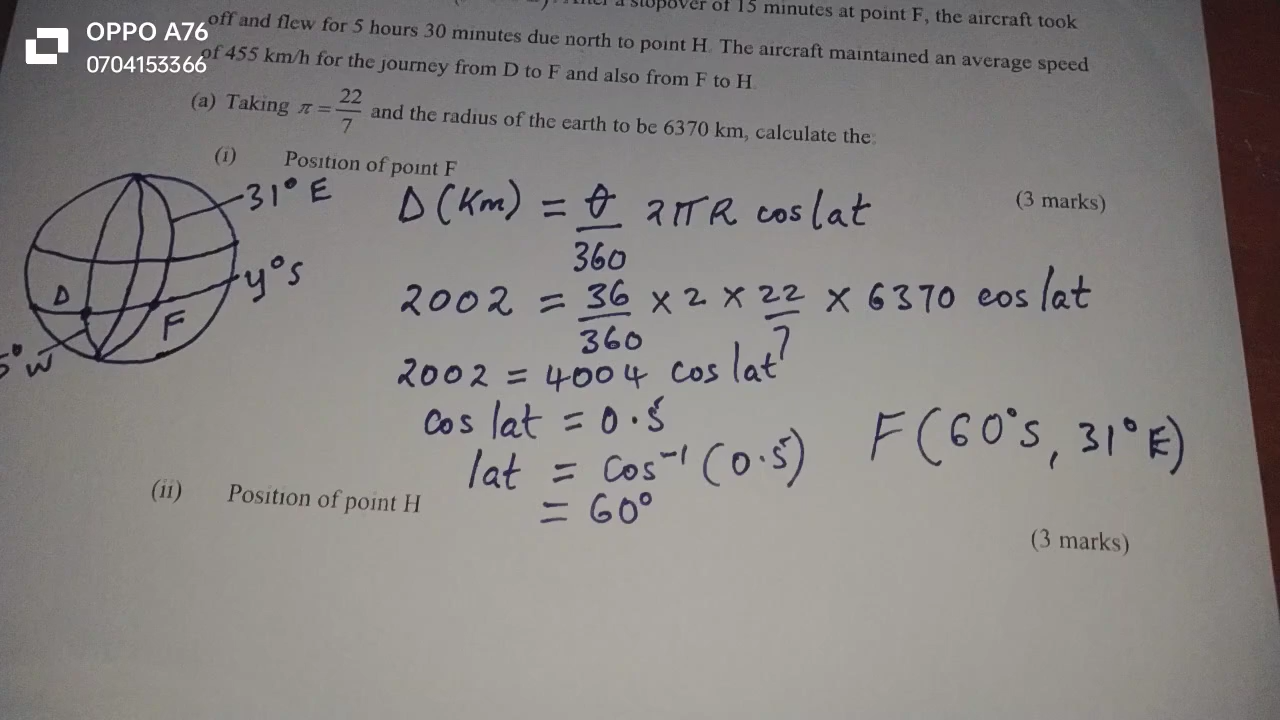 OPPO A76
0704153366
a stopover of 15 minutes at point F, the aircraft took
off and flew for 5 hours 30 minutes due north to point H. The aircraft maintained an average speed
of 455 km/h for the journey from D to F and also from F to H
(a) Taking π = 22/7 and the radius of the earth to be 6370 km, calculate the:
(i) Position of point F
(3 marks)
31° E
y° S
D
F
5° W
D (Km) = θ/360 2πR cos lat
2002 = 36/360 × 2 × 22/7 × 6370 cos lat
2002 = 4004 cos lat
cos lat = 0.5
lat = cos⁻¹ (0.5)
= 60°
F (60°S, 31° E)
(ii) Position of point H
(3 marks)